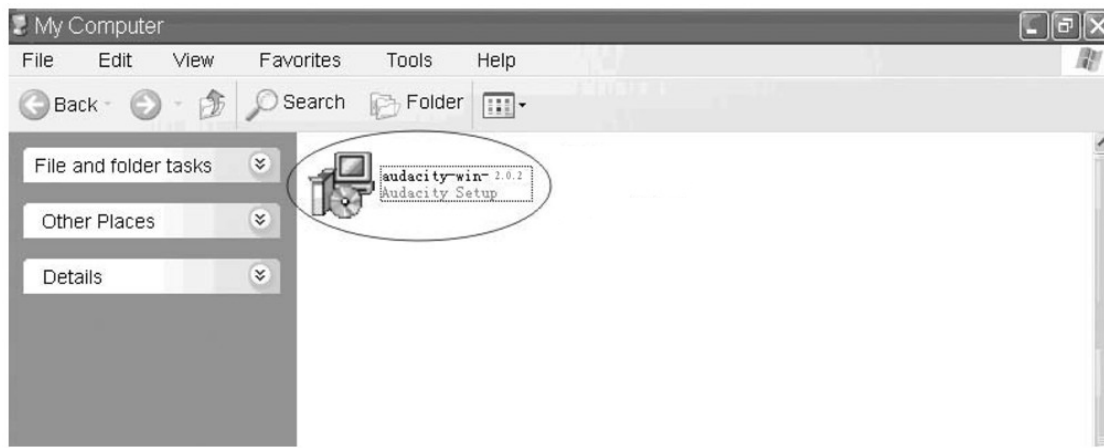 My Computer
File Edit View Favorites Tools Help
Back Search Folder
File and folder tasks
Other Places
Details
audacity-win- 2.0.2
Audacity Setup